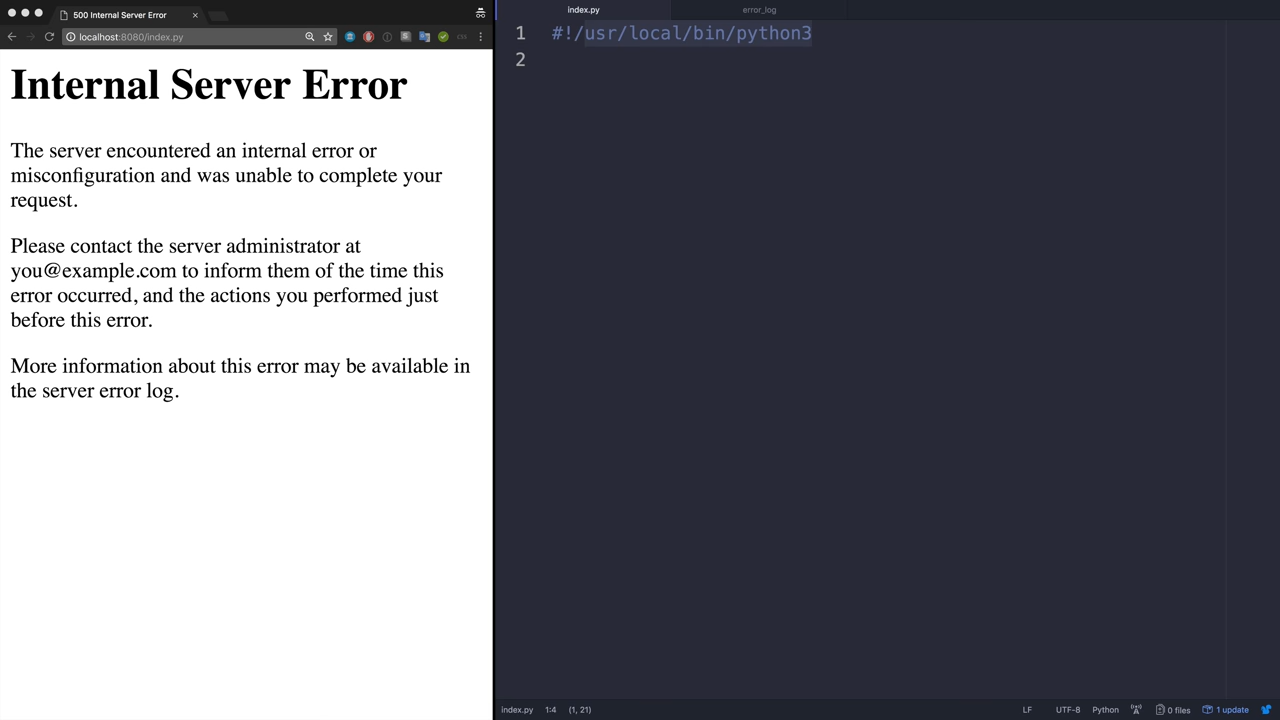 500 Internal Server Error
localhost:8080/index.py
Internal Server Error
The server encountered an internal error or
misconfiguration and was unable to complete your
request.
Please contact the server administrator at
you@example.com to inform them of the time this
error occurred, and the actions you performed just
before this error.
More information about this error may be available in
the server error log.
index.py
error_log
1 #!/usr/local/bin/python3
2
index.py 1:4 (1, 21) LF UTF-8 Python 0 files 1 update